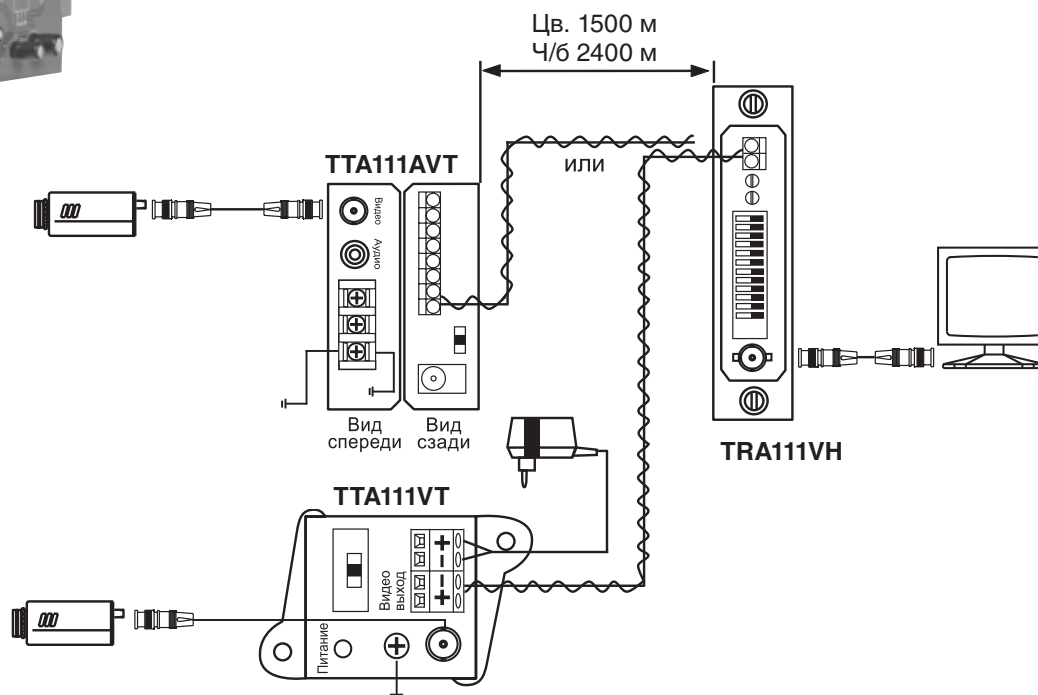 Цв. 1500 м
Ч/б 2400 м
TTA111AVT
или
Видео
Аудио
Вид
спереди
Вид
сзади
TRA111VH
TTA111VT
Видео
выход
+
−
−
+
Питание